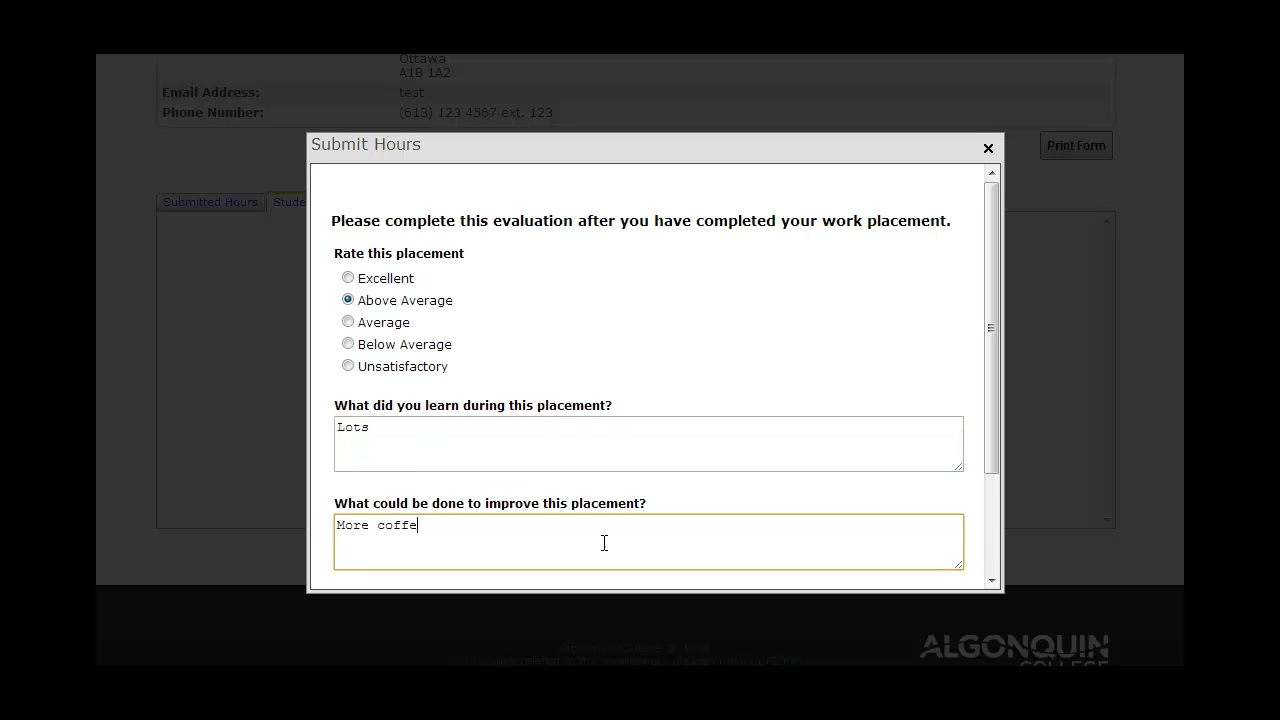 Ottawa
A1B 1A2
Email Address: test
Phone Number: (613) 123 4567 ext. 123
Submit Hours
Print Form
Submitted Hours Stude
Please complete this evaluation after you have completed your work placement.
Rate this placement
Excellent
Above Average
Average
Below Average
Unsatisfactory
What did you learn during this placement?
Lots
What could be done to improve this placement?
More coffe
ALGONQUIN
COLLEGE